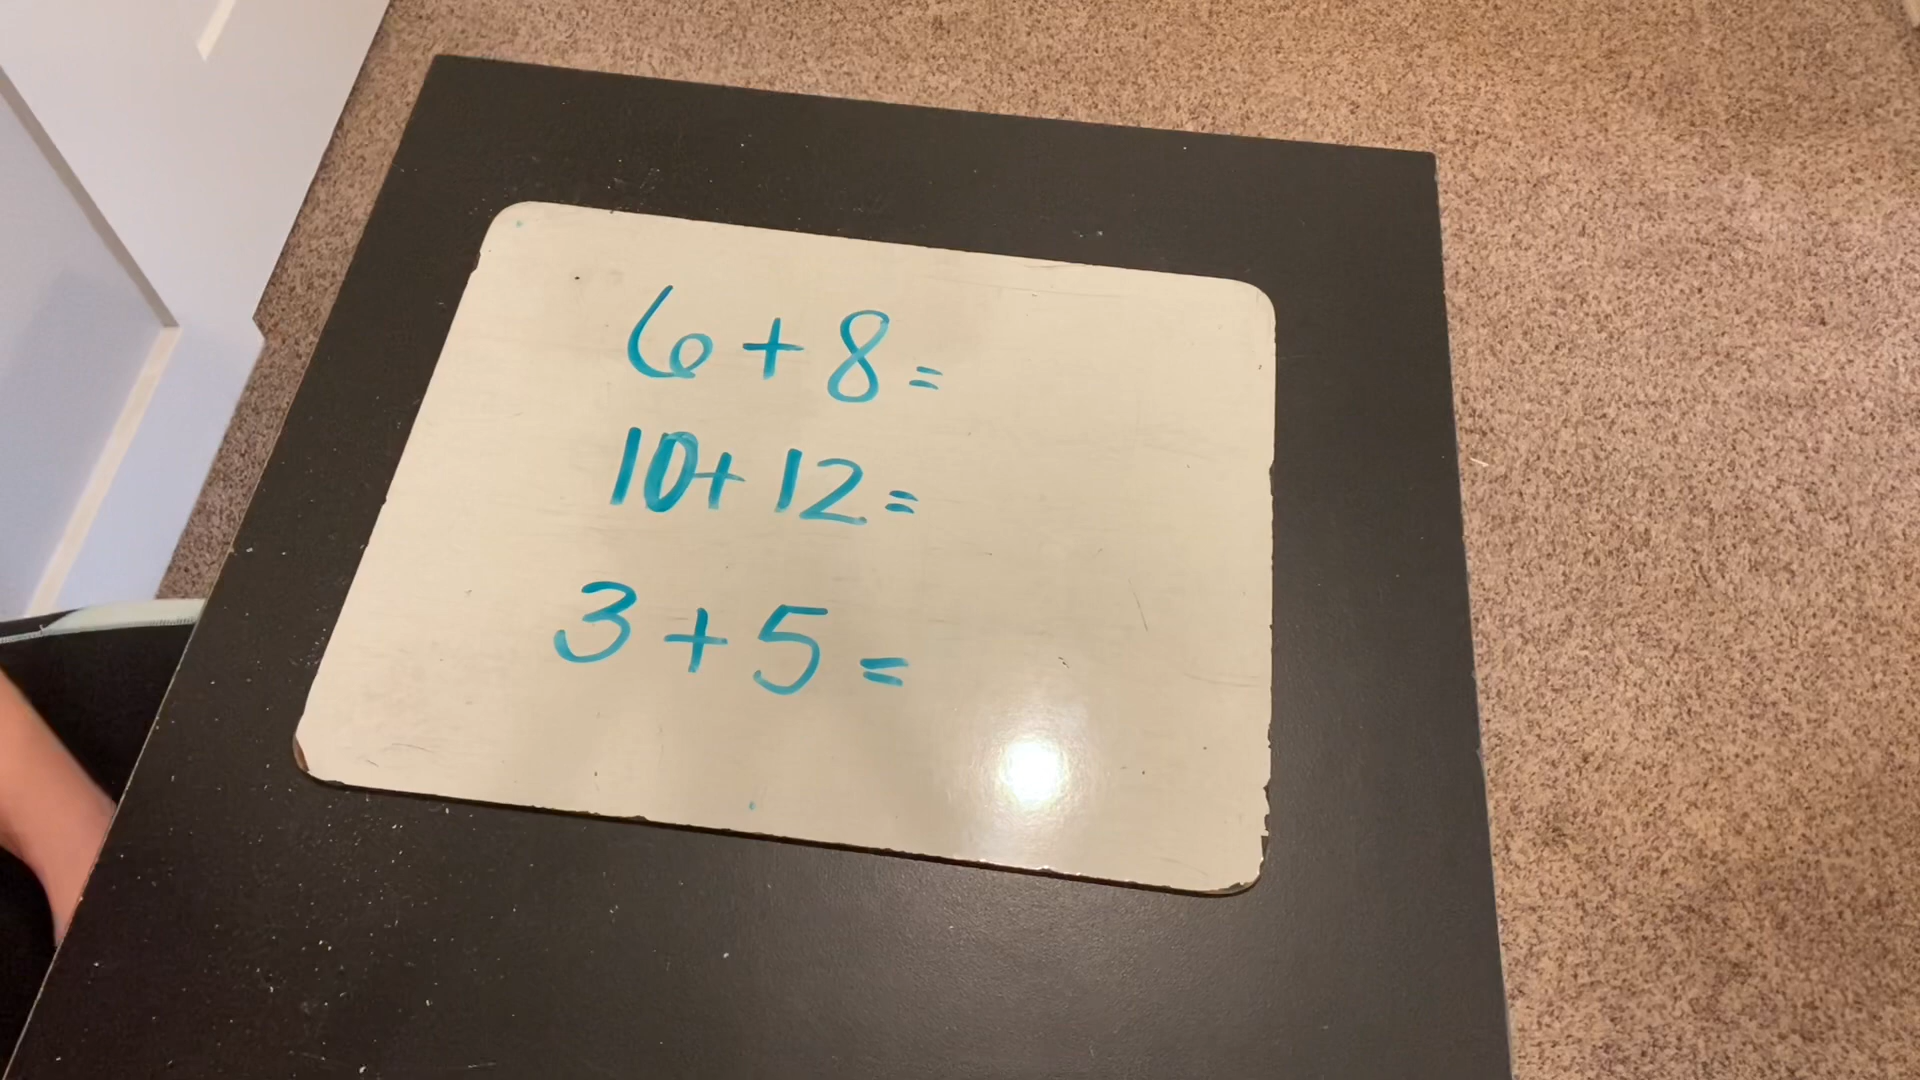 6 + 8 =
10 + 12 =
3 + 5 =